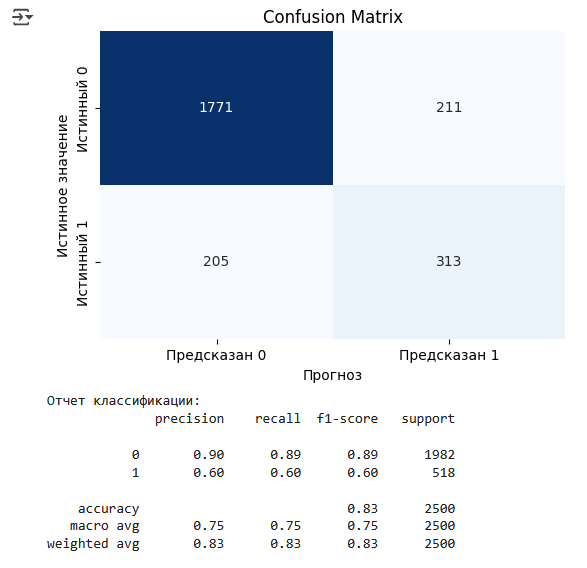 Confusion Matrix
Истинное значение
Истинный 0
1771 211
Истинный 1
205 313
Предсказан 0 Предсказан 1
Прогноз
Отчет классификации:
precision recall f1-score support
0 0.90 0.89 0.89 1982
1 0.60 0.60 0.60 518
accuracy 0.83 2500
macro avg 0.75 0.75 0.75 2500
weighted avg 0.83 0.83 0.83 2500